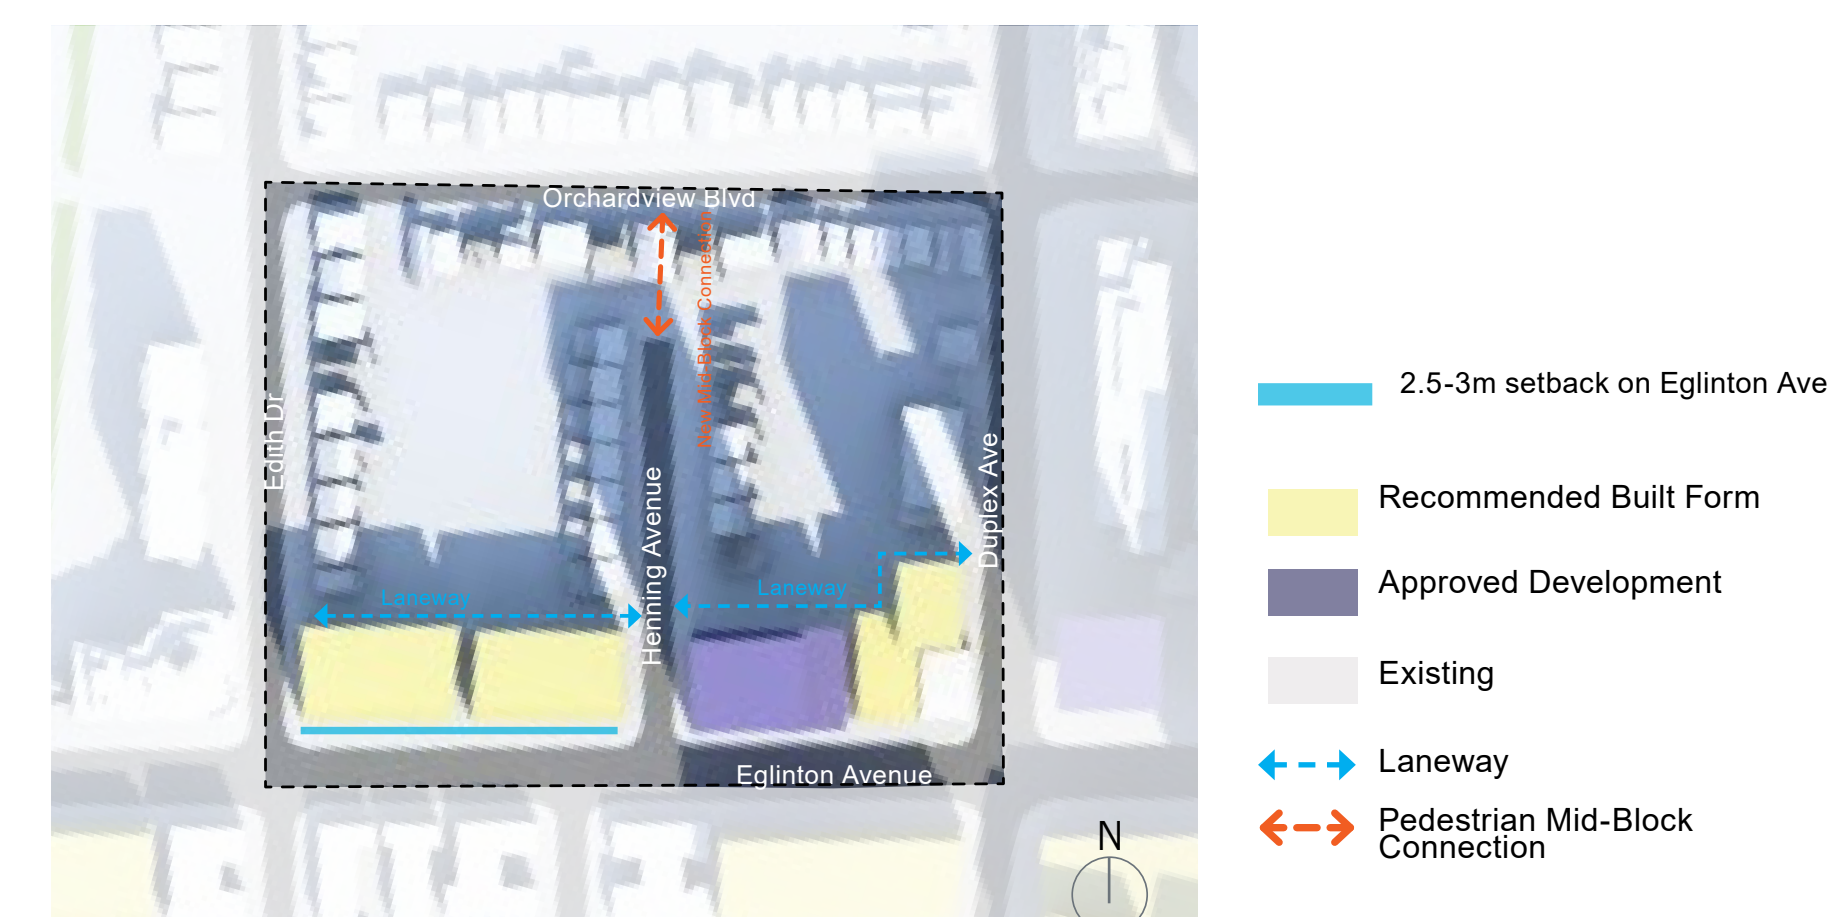 Orchardview Blvd
New Mid-Block Connection
Edith Dr
Henning Avenue
Duplex Ave
Laneway
Laneway
Eglinton Avenue
N
2.5-3m setback on Eglinton Ave
Recommended Built Form
Approved Development
Existing
Laneway
Pedestrian Mid-Block
Connection